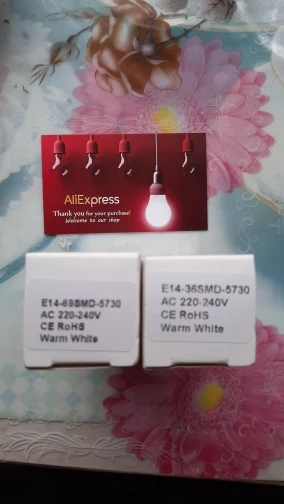 AliExpress
Thank you for your purchase!
Welcome to our shop
E14-69SMD-5730
AC 220-240V
CE RoHS
Warm White
E14-36SMD-5730
AC 220-240V
CE RoHS
Warm White